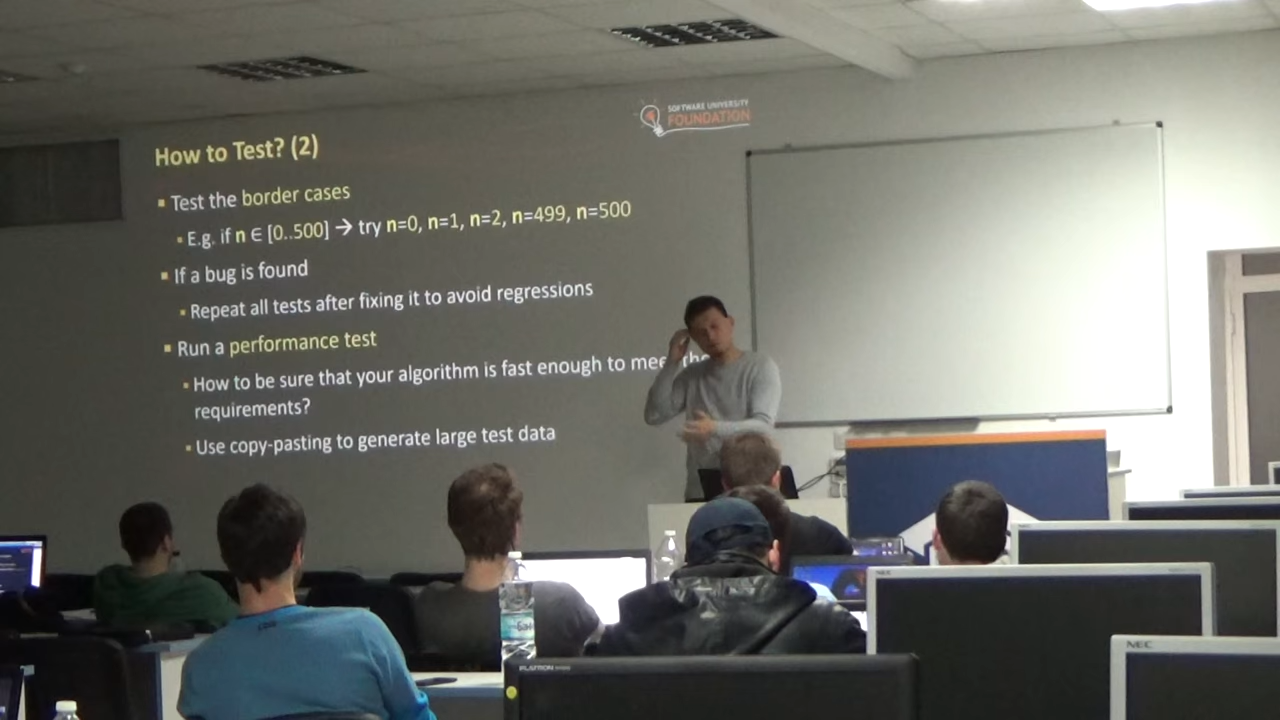 SOFTWARE UNIVERSITY
FOUNDATION
How to Test? (2)
▪ Test the border cases
▪ E.g. if n ∈ [0..500] → try n=0, n=1, n=2, n=499, n=500
▪ If a bug is found
▪ Repeat all tests after fixing it to avoid regressions
▪ Run a performance test
▪ How to be sure that your algorithm is fast enough to meet the
requirements?
▪ Use copy-pasting to generate large test data
NEC